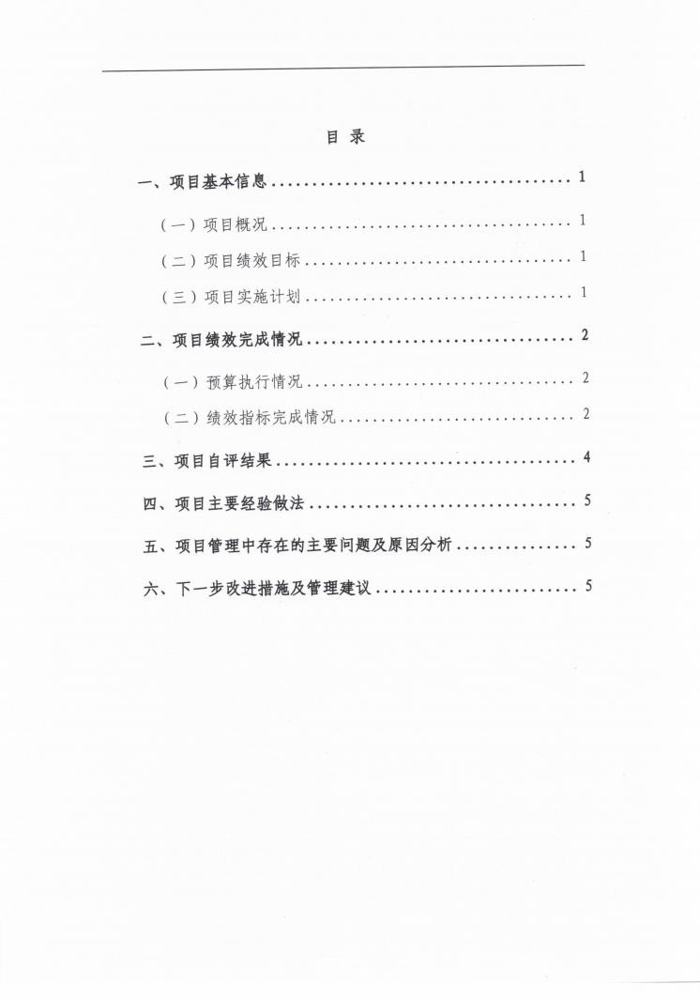 目 录
一、项目基本信息..................................... 1
（一）项目概况..................................... 1
（二）项目绩效目标................................. 1
（三）项目实施计划................................. 1
二、项目绩效完成情况................................. 2
（一）预算执行情况................................. 2
（二）绩效指标完成情况............................. 2
三、项目自评结果..................................... 4
四、项目主要经验做法................................. 5
五、项目管理中存在的主要问题及原因分析............... 5
六、下一步改进措施及管理建议......................... 5